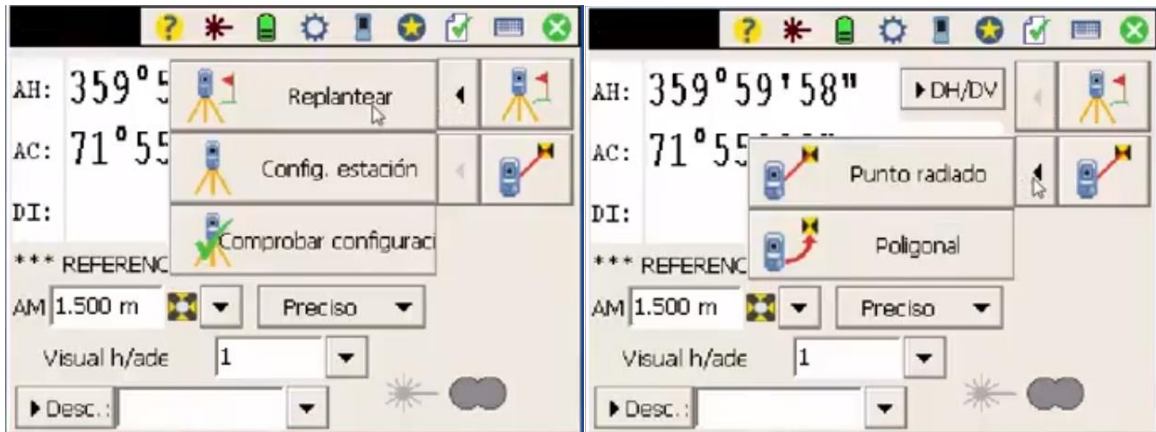 AH: 359°5
Replantear
AC: 71°55
Config. estación
DI:
Comprobar configuraci
*** REFERENC
AM 1.500 m
Preciso
Visual h/ade 1
Desc.:
AH: 359°59'58" DH/DV
AC: 71°55
Punto radiado
DI:
Poligonal
*** REFERENC
AM 1.500 m
Preciso
Visual h/ade 1
Desc.: